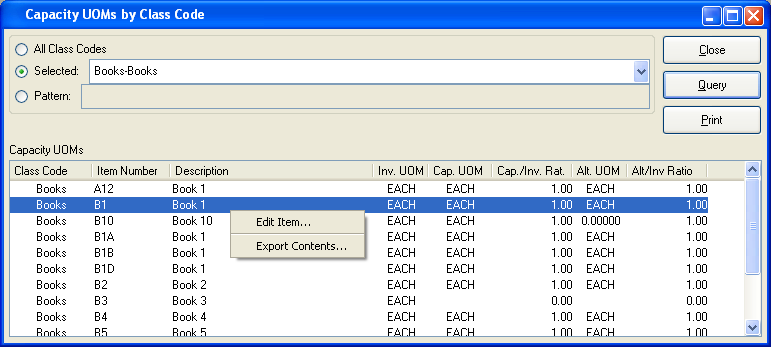 Capacity UOMs by Class Code
All Class Codes
Close
Selected: Books-Books
Query
Pattern:
Print
Capacity UOMs
Class Code Item Number Description Inv. UOM Cap. UOM Cap./Inv. Rat. Alt. UOM Alt/Inv Ratio
Books A12 Book 1 EACH EACH 1.00 EACH 1.00
Books B1 Book 1 EACH EACH 1.00 EACH 1.00
Books B10 Book 10 EACH EACH 1.00 0.00000 1.00
Edit Item...
Books B1A Book 1 EACH EACH 1.00 EACH 1.00
Export Contents...
Books B1B Book 1 EACH EACH 1.00 EACH 1.00
Books B1D Book 1 EACH EACH 1.00 EACH 1.00
Books B2 Book 2 EACH EACH 1.00 EACH 1.00
Books B3 Book 3 EACH 0.00 0.00
Books B4 Book 4 EACH EACH 1.00 EACH 1.00
Books B5 Book 5 EACH EACH 1.00 EACH 1.00